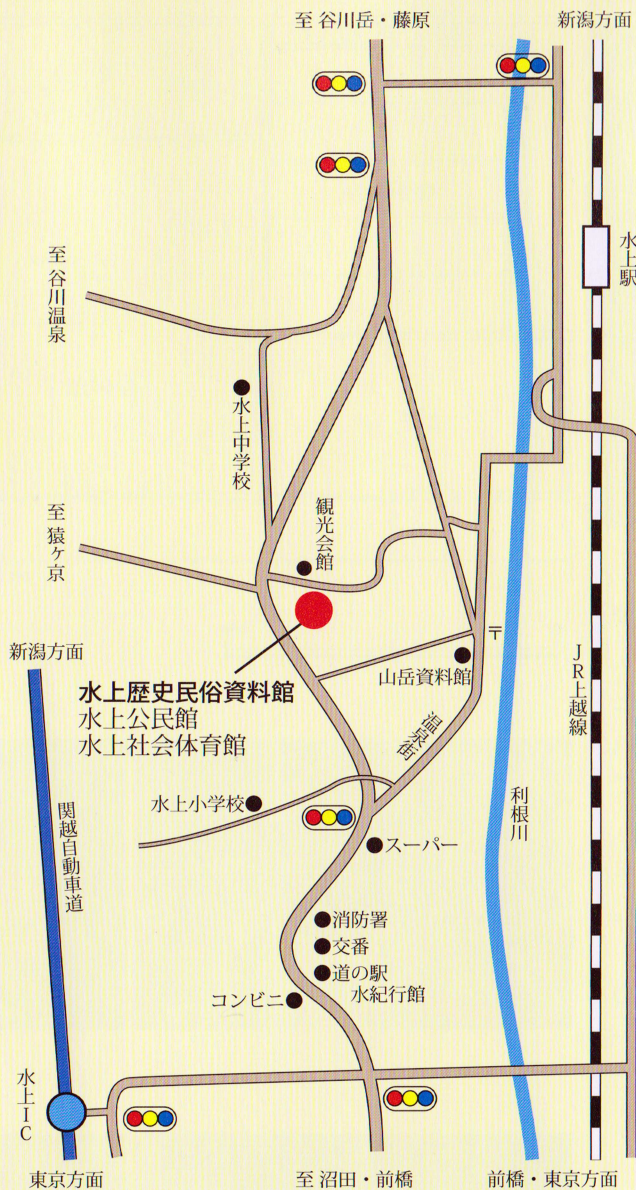 至 谷川岳・藤原
新潟方面
水上駅
至 谷川温泉
水上中学校
観光会館
至 猿ヶ京
新潟方面
〒
山岳資料館
JR上越線
水上歴史民俗資料館
水上公民館
水上社会体育館
温泉街
水上小学校
利根川
関越自動車道
スーパー
消防署
交番
道の駅
水紀行館
コンビニ
水上IC
東京方面
至 沼田・前橋
前橋・東京方面